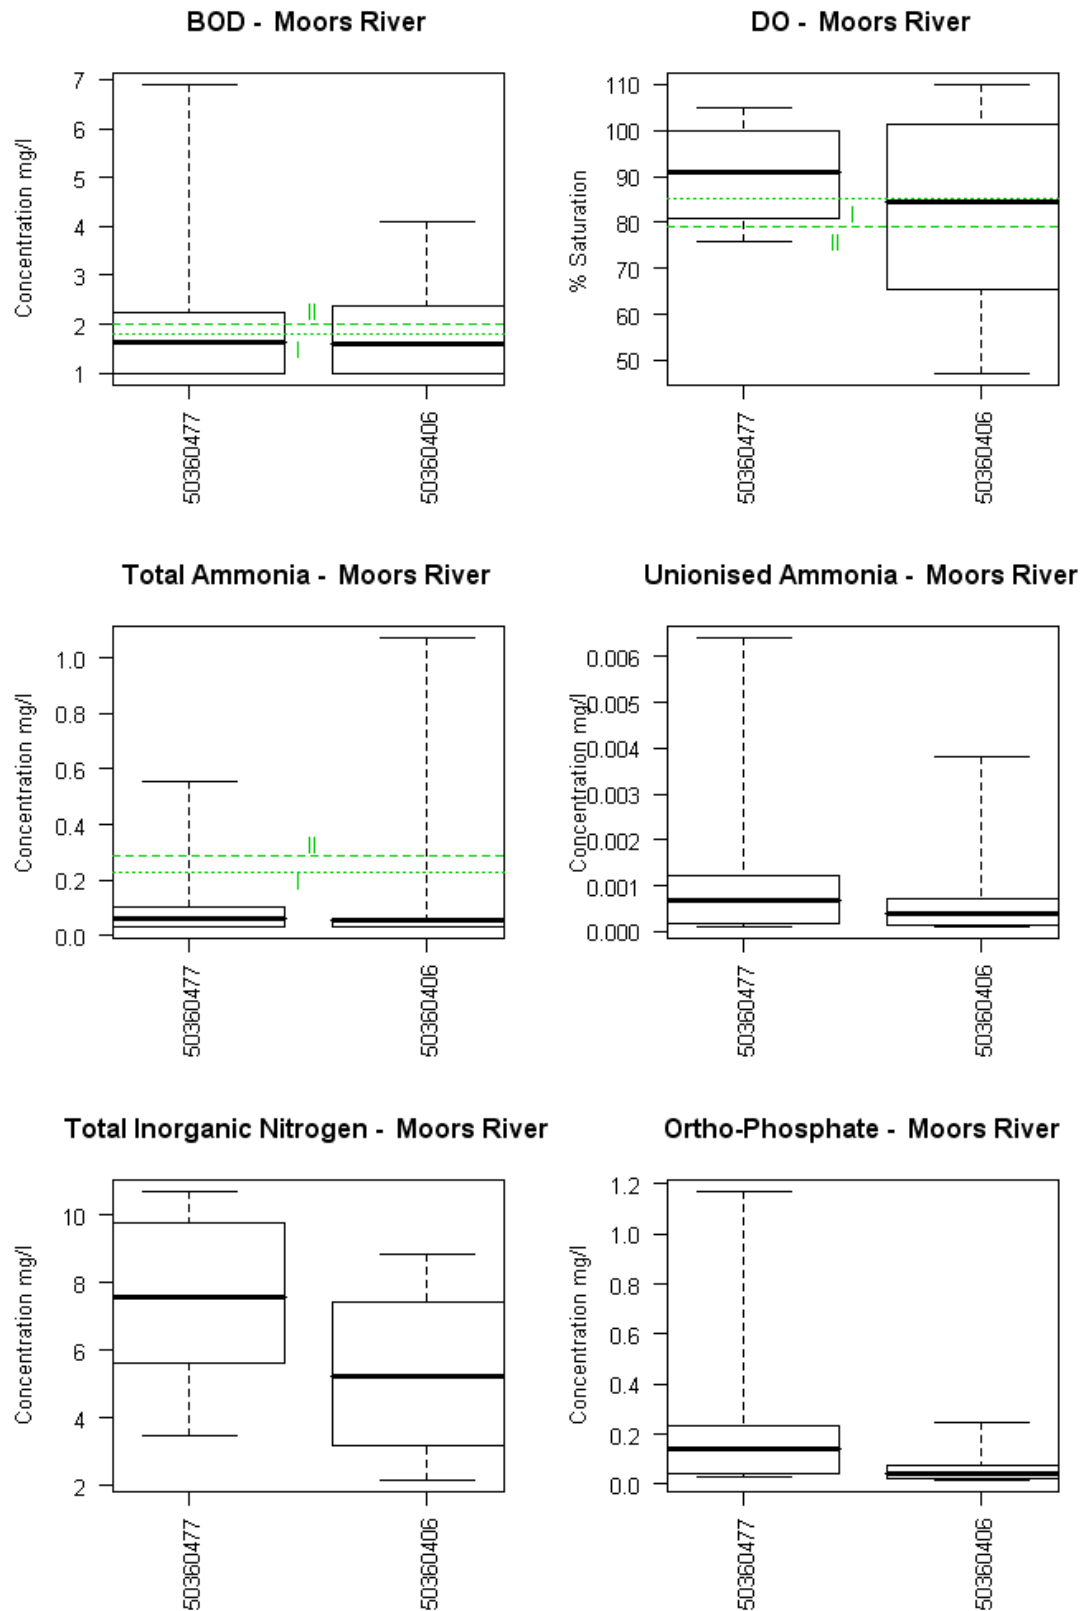 BOD - Moors River
Concentration mg/l
7
6
5
4
3
2
1
II
I
50360477
50360406
DO - Moors River
% Saturation
110
100
90
80
70
60
50
I
II
50360477
50360406
Total Ammonia - Moors River
Concentration mg/l
1.0
0.8
0.6
0.4
0.2
0.0
II
I
50360477
50360406
Unionised Ammonia - Moors River
Concentration mg/l
0.006
0.005
0.004
0.003
0.002
0.001
0.000
50360477
50360406
Total Inorganic Nitrogen - Moors River
Concentration mg/l
10
8
6
4
2
50360477
50360406
Ortho-Phosphate - Moors River
Concentration mg/l
1.2
1.0
0.8
0.6
0.4
0.2
0.0
50360477
50360406